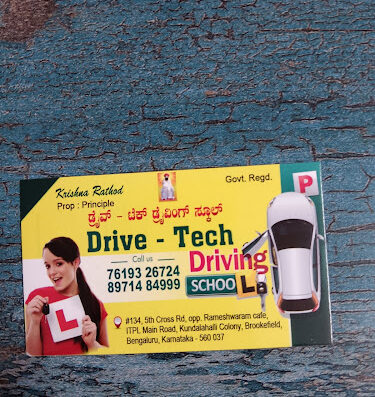 Krishna Rathod
Prop : Principle
Govt. Regd.
P
ಡ್ರೈವ್ - ಟೆಕ್ ಡ್ರೈವಿಂಗ್ ಸ್ಕೂಲ್
Drive - Tech
Driving
SCHOOL
Call us
76193 26724
89714 84999
L
#134, 5th Cross Rd, opp. Rameshwaram cafe,
ITPL Main Road, Kundalahalli Colony, Brookefield,
Bengaluru, Karnataka - 560 037